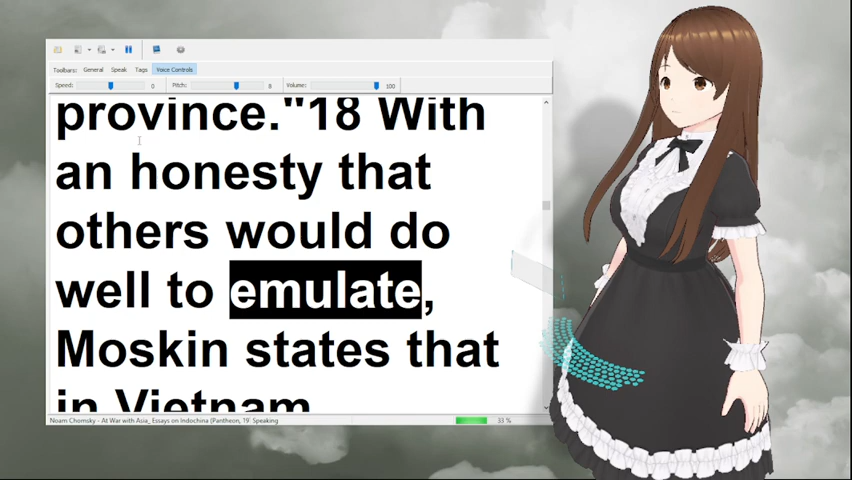 Toolbars: General Speak Tags Voice Controls
Speed: 0 Pitch: 8 Volume: 100
province."18 With
an honesty that
others would do
well to emulate,
Moskin states that
in Vietnam
Noam Chomsky - At War with Asia_ Essays on Indochina (Pantheon, 19 Speaking 33 %